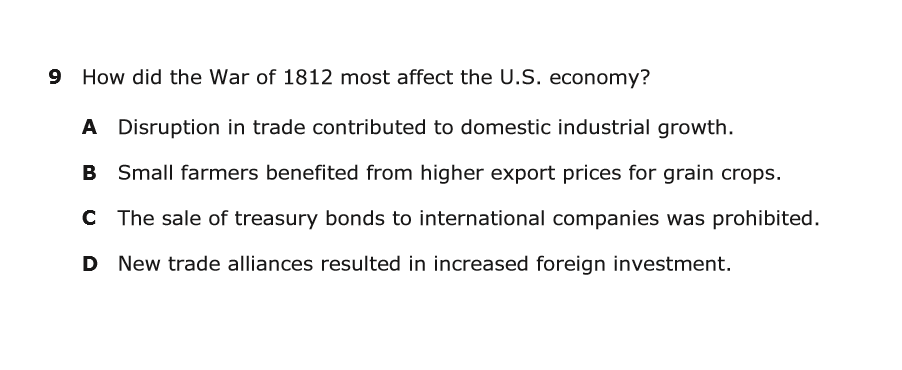 9 How did the War of 1812 most affect the U.S. economy?
A Disruption in trade contributed to domestic industrial growth.
B Small farmers benefited from higher export prices for grain crops.
C The sale of treasury bonds to international companies was prohibited.
D New trade alliances resulted in increased foreign investment.